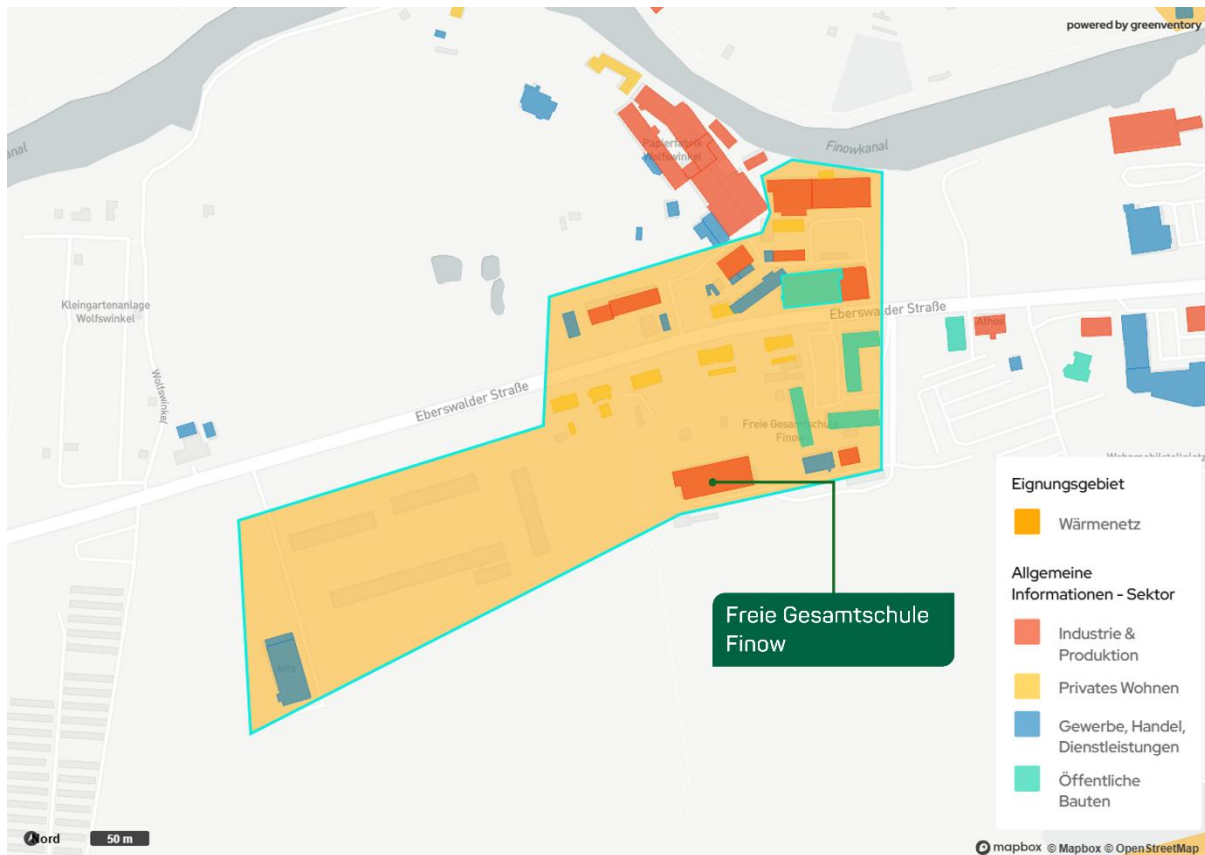 powered by greenventory
Papierfabrik
Wolfswinkel
Finowkanal
Kleingartenanlage
Wolfswinkel
Wolfswinkel
Eberswalder Straße
Athos
Eberswalder Straße
Freie Gesamtschule
Finow
bito
Freie Gesamtschule
Finow
Eignungsgebiet
Wärmenetz
Allgemeine
Informationen - Sektor
Industrie &
Produktion
Privates Wohnen
Gewerbe, Handel,
Dienstleistungen
Öffentliche
Bauten
Nord
50 m
mapbox © Mapbox © OpenStreetMap